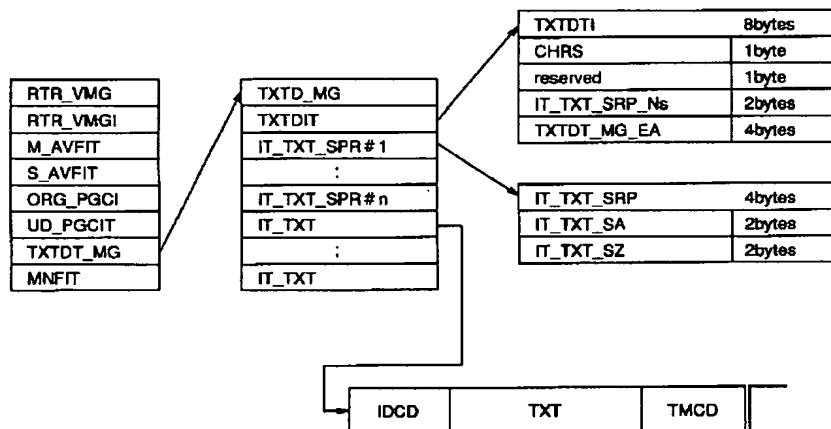 RTR_VMG
RTR_VMGI
M_AVFIT
S_AVFIT
ORG_PGCI
UD_PGCIT
TXTDT_MG
MNFIT
TXTD_MG
TXTDIT
IT_TXT_SPR#1
:
IT_TXT_SPR#n
IT_TXT
:
IT_TXT
TXTDTI 8bytes
CHRS 1byte
reserved 1byte
IT_TXT_SRP_Ns 2bytes
TXTDT_MG_EA 4bytes
IT_TXT_SRP 4bytes
IT_TXT_SA 2bytes
IT_TXT_SZ 2bytes
IDCD TXT TMCD